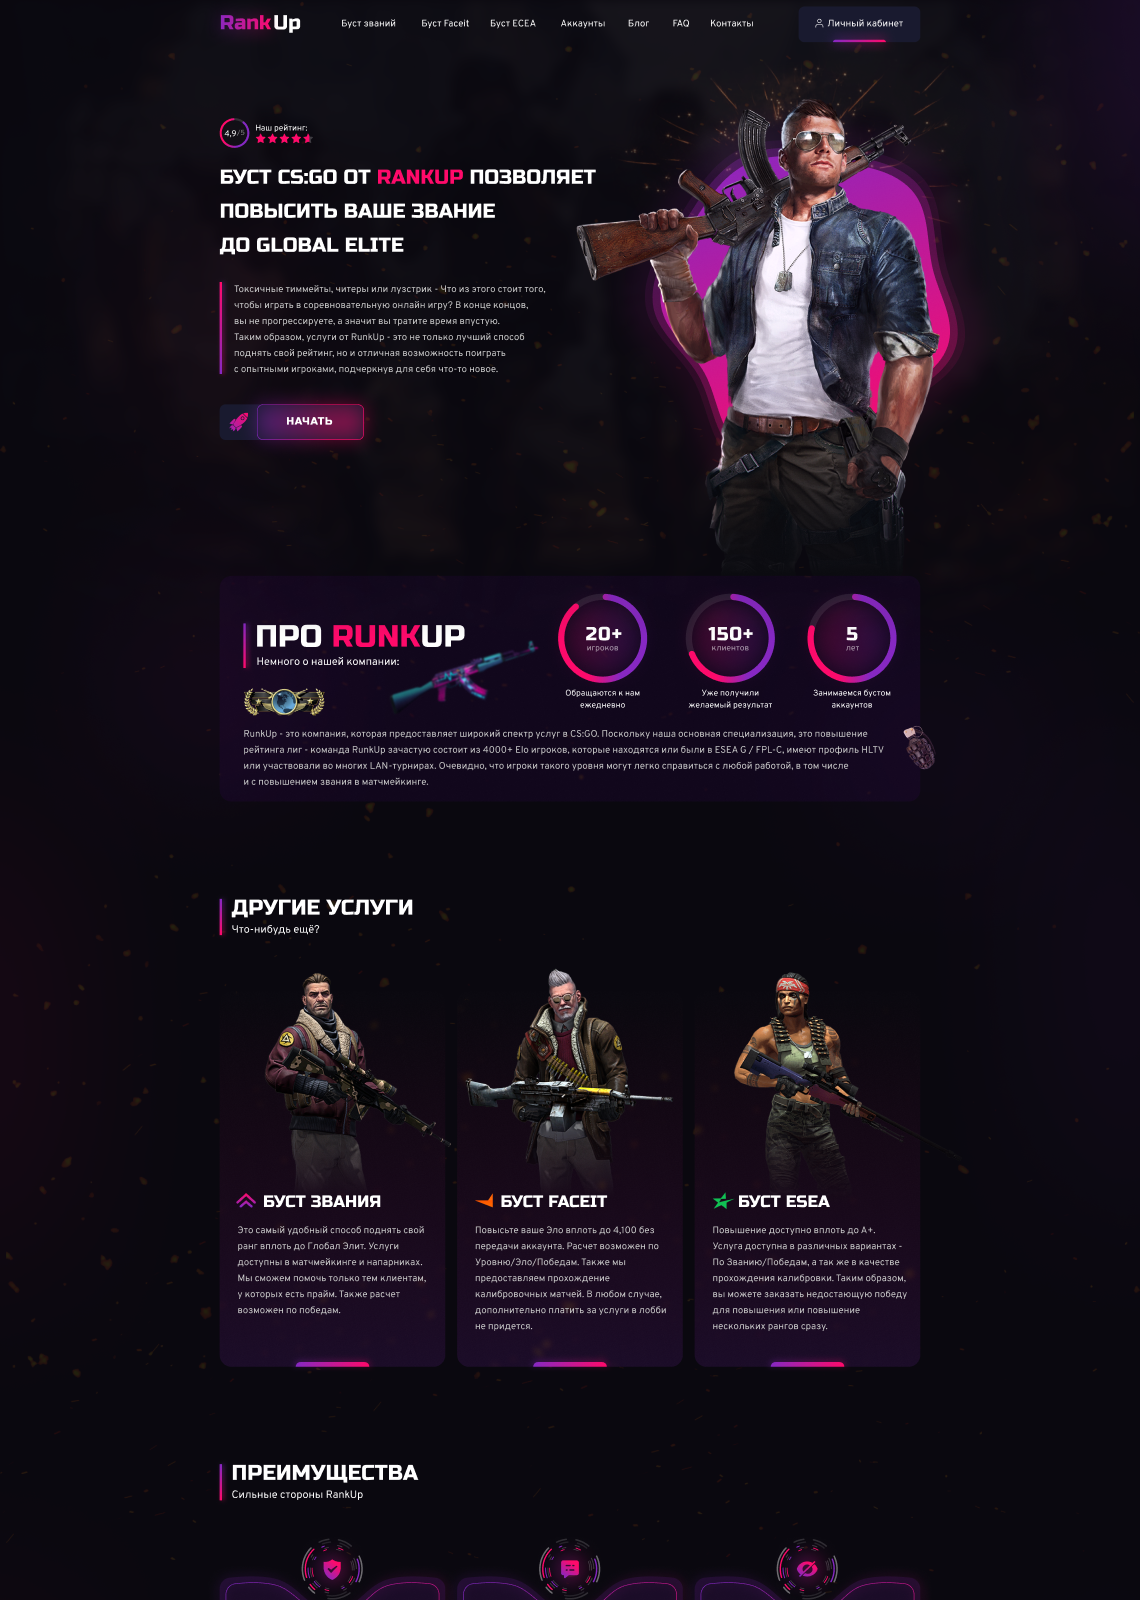 RankUp
Буст званий
Буст Faceit
Буст ECEA
Аккаунты
Блог
FAQ
Контакты
Личный кабинет
4,9/5
Наш рейтинг:
БУСТ CS:GO ОТ RANKUP ПОЗВОЛЯЕТ
ПОВЫСИТЬ ВАШЕ ЗВАНИЕ
ДО GLOBAL ELITE
Токсичные тиммейты, читеры или лузстрик - Что из этого стоит того,
чтобы играть в соревновательную онлайн игру? В конце концов,
вы не прогрессируете, а значит вы тратите время впустую.
Таким образом, услуги от RunkUp - это не только лучший способ
поднять свой рейтинг, но и отличная возможность поиграть
с опытными игроками, подчеркнув для себя что-то новое.
НАЧАТЬ
ПРО RUNKUP
Немного о нашей компании:
20+
игроков
Обращаются к нам
ежедневно
150+
клиентов
Уже получили
желаемый результат
5
лет
Занимаемся бустом
аккаунтов
RunkUp - это компания, которая предоставляет широкий спектр услуг в CS:GO. Поскольку наша основная специализация, это повышение
рейтинга лиг - команда RunkUp зачастую состоит из 4000+ Elo игроков, которые находятся или были в ESEA G / FPL-C, имеют профиль HLTV
или участвовали во многих LAN-турнирах. Очевидно, что игроки такого уровня могут легко справиться с любой работой, в том числе
и с повышением звания в матчмейкинге.
ДРУГИЕ УСЛУГИ
Что-нибудь ещё?
БУСТ ЗВАНИЯ
Это самый удобный способ поднять свой
ранг вплоть до Глобал Элит. Услуги
доступны в матчмейкинге и напарниках.
Мы сможем помочь только тем клиентам,
у которых есть прайм. Также расчет
возможен по победам.
БУСТ FACEIT
Повысьте ваше Эло вплоть до 4,100 без
передачи аккаунта. Расчет возможен по
Уровню/Эло/Победам. Также мы
предоставляем прохождение
калибровочных матчей. В любом случае,
дополнительно платить за услуги в лобби
не придется.
БУСТ ESEA
Повышение доступно вплоть до А+.
Услуга доступна в различных вариантах -
По Званию/Победам, а так же в качестве
прохождения калибровки. Таким образом,
вы можете заказать недостающую победу
для повышения или повышение
нескольких рангов сразу.
ПРЕИМУЩЕСТВА
Сильные стороны RankUp